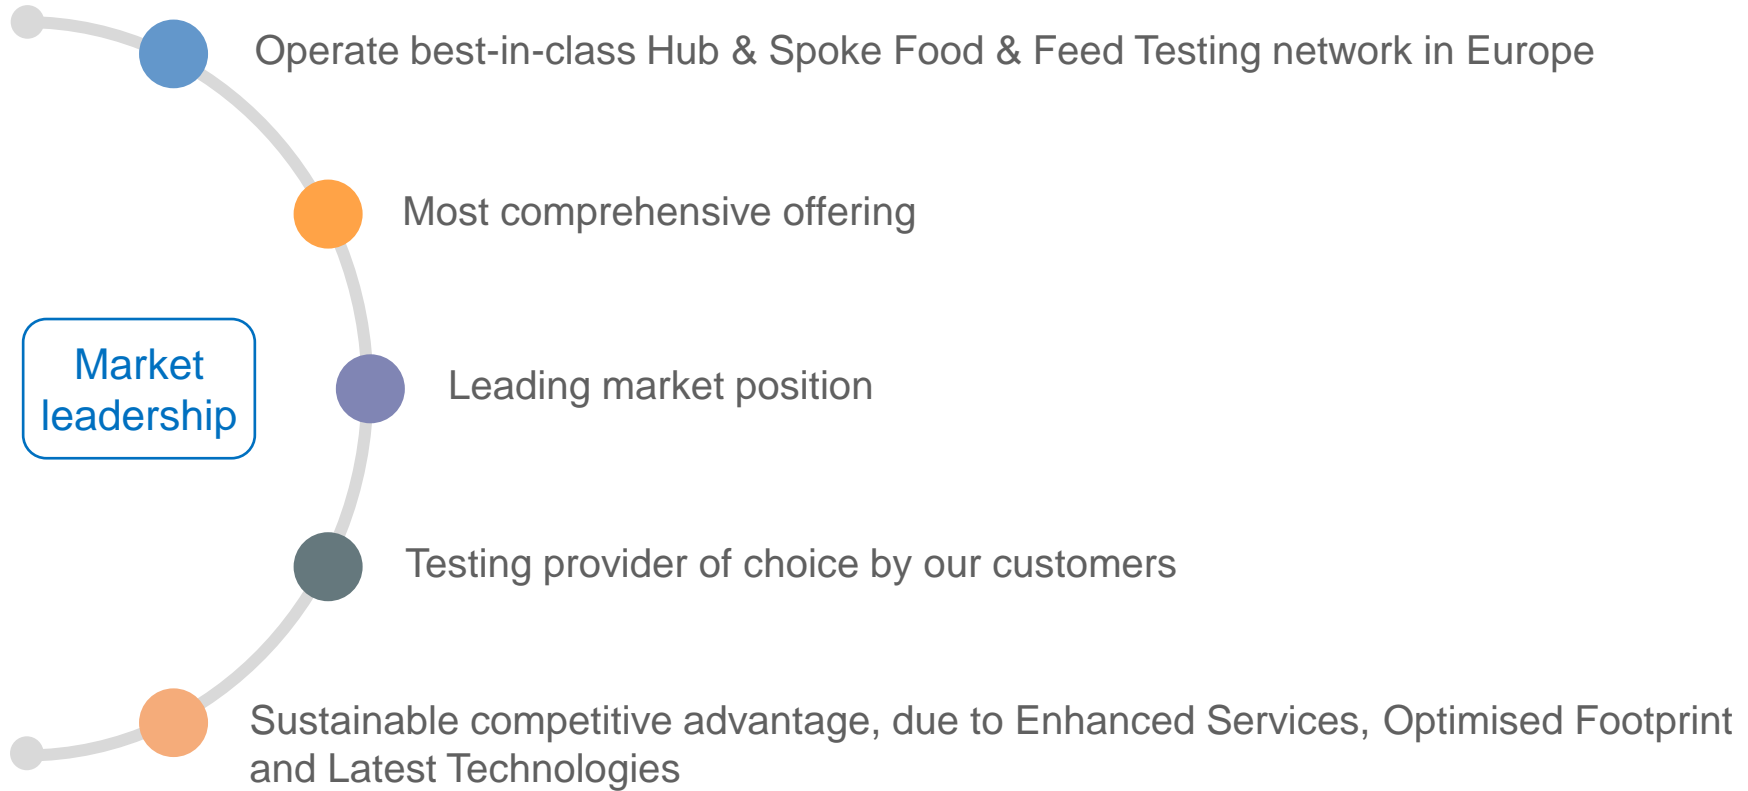 Operate best-in-class Hub & Spoke Food & Feed Testing network in Europe
Most comprehensive offering
Market
leadership
Leading market position
Testing provider of choice by our customers
Sustainable competitive advantage, due to Enhanced Services, Optimised Footprint
and Latest Technologies